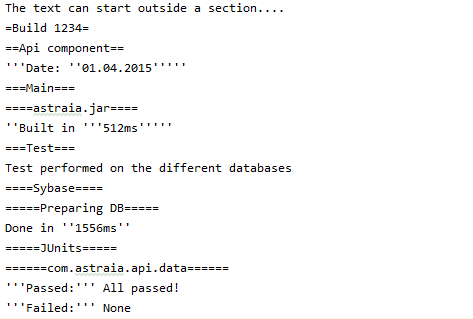 The text can start outside a section....
=Build 1234=
==Api component==
'''Date: ''01.04.2015'''''
===Main===
====astraia.jar====
''Built in '''512ms'''''
===Test===
Test performed on the different databases
====Sybase====
=====Preparing DB=====
Done in ''1556ms''
=====JUnits=====
======com.astraia.api.data======
'''Passed:''' All passed!
'''Failed:''' None